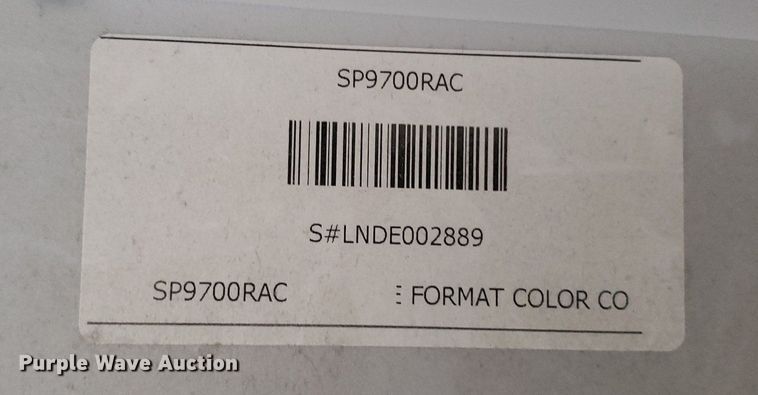 SP9700RAC
S#LNDE002889
SP9700RAC FORMAT COLOR CO
Purple Wave Auction